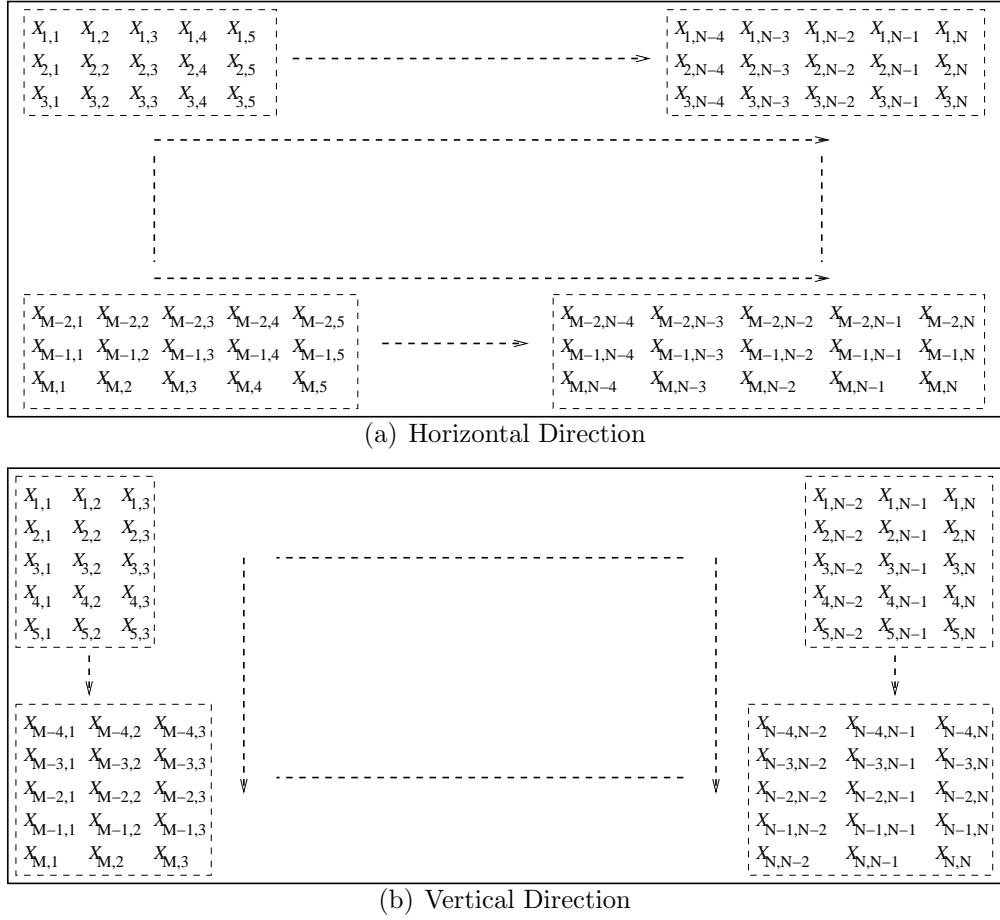 X1,1 X1,2 X1,3 X1,4 X1,5 X1,N−4 X1,N−3 X1,N−2 X1,N−1 X1,N
X2,1 X2,2 X2,3 X2,4 X2,5 X2,N−4 X2,N−3 X2,N−2 X2,N−1 X2,N
X3,1 X3,2 X3,3 X3,4 X3,5 X3,N−4 X3,N−3 X3,N−2 X3,N−1 X3,N
XM−2,1 XM−2,2 XM−2,3 XM−2,4 XM−2,5 XM−2,N−4 XM−2,N−3 XM−2,N−2 XM−2,N−1 XM−2,N
XM−1,1 XM−1,2 XM−1,3 XM−1,4 XM−1,5 XM−1,N−4 XM−1,N−3 XM−1,N−2 XM−1,N−1 XM−1,N
XM,1 XM,2 XM,3 XM,4 XM,5 XM,N−4 XM,N−3 XM,N−2 XM,N−1 XM,N
(a) Horizontal Direction
X1,1 X1,2 X1,3 X1,N−2 X1,N−1 X1,N
X2,1 X2,2 X2,3 X2,N−2 X2,N−1 X2,N
X3,1 X3,2 X3,3 X3,N−2 X3,N−1 X3,N
X4,1 X4,2 X4,3 X4,N−2 X4,N−1 X4,N
X5,1 X5,2 X5,3 X5,N−2 X5,N−1 X5,N
XM−4,1 XM−4,2 XM−4,3 XN−4,N−2 XN−4,N−1 XN−4,N
XM−3,1 XM−3,2 XM−3,3 XN−3,N−2 XN−3,N−1 XN−3,N
XM−2,1 XM−2,2 XM−2,3 XN−2,N−2 XN−2,N−1 XN−2,N
XM−1,1 XM−1,2 XM−1,3 XN−1,N−2 XN−1,N−1 XN−1,N
XM,1 XM,2 XM,3 XN,N−2 XN,N−1 XN,N
(b) Vertical Direction